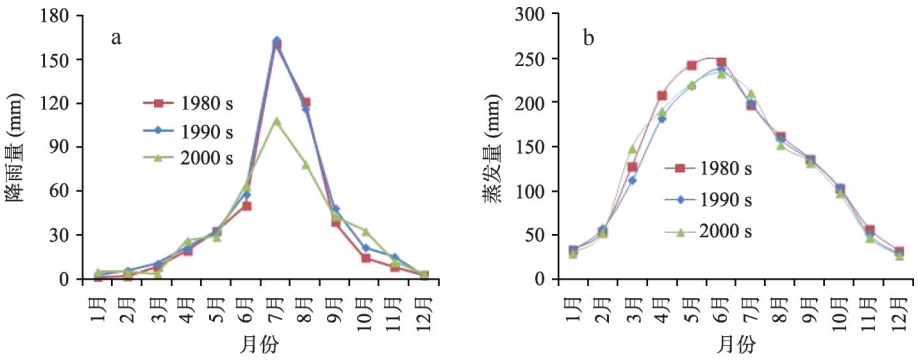 a
降雨量 (mm)
180
150
120
90
60
30
0
1980 s
1990 s
2000 s
1月
2月
3月
4月
5月
6月
7月
8月
9月
10月
11月
12月
月份
b
蒸发量 (mm)
300
250
200
150
100
50
0
1980 s
1990 s
2000 s
1月
2月
3月
4月
5月
6月
7月
8月
9月
10月
11月
12月
月份